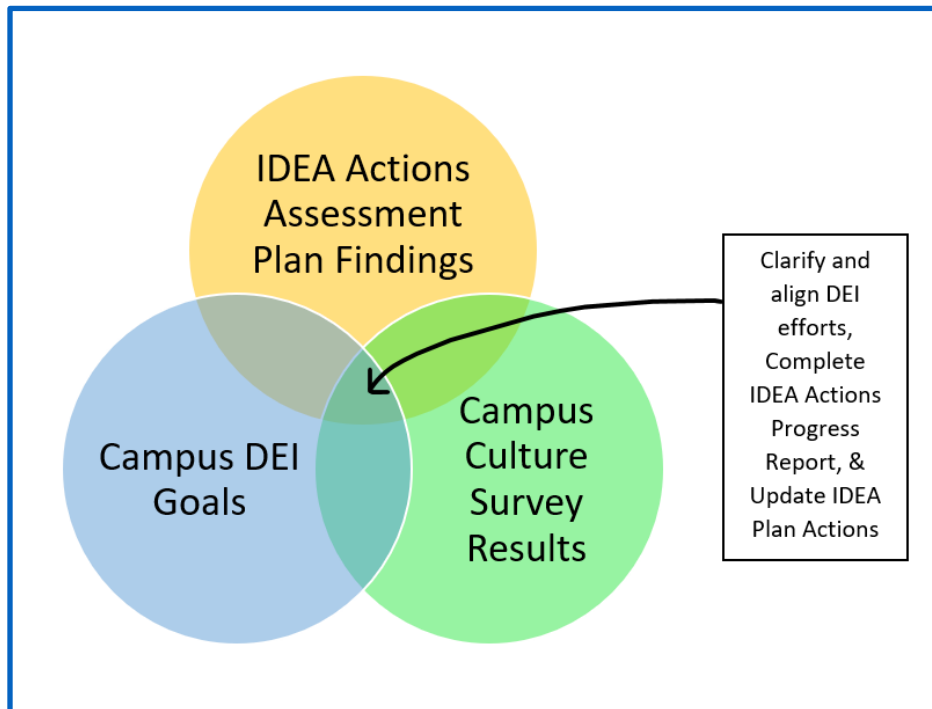 IDEA Actions
Assessment
Plan Findings
Campus DEI
Goals
Campus
Culture
Survey
Results
Clarify and
align DEI
efforts,
Complete
IDEA Actions
Progress
Report, &
Update IDEA
Plan Actions